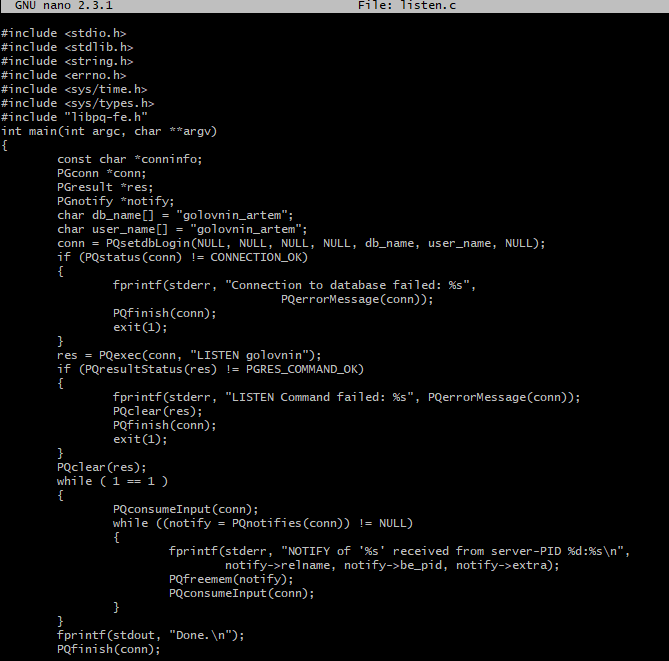 GNU nano 2.3.1 File: listen.c
#include <stdio.h>
#include <stdlib.h>
#include <string.h>
#include <errno.h>
#include <sys/time.h>
#include <sys/types.h>
#include "libpq-fe.h"
int main(int argc, char **argv)
{
        const char *conninfo;
        PGconn *conn;
        PGresult *res;
        PGnotify *notify;
        char db_name[] = "golovnin_artem";
        char user_name[] = "golovnin_artem";
        conn = PQsetdbLogin(NULL, NULL, NULL, NULL, db_name, user_name, NULL);
        if (PQstatus(conn) != CONNECTION_OK)
        {
                fprintf(stderr, "Connection to database failed: %s",
                                        PQerrorMessage(conn));
                PQfinish(conn);
                exit(1);
        }
        res = PQexec(conn, "LISTEN golovnin");
        if (PQresultStatus(res) != PGRES_COMMAND_OK)
        {
                fprintf(stderr, "LISTEN Command failed: %s", PQerrorMessage(conn));
                PQclear(res);
                PQfinish(conn);
                exit(1);
        }
        PQclear(res);
        while ( 1 == 1 )
        {
                PQconsumeInput(conn);
                while ((notify = PQnotifies(conn)) != NULL)
                {
                        fprintf(stderr, "NOTIFY of '%s' received from server-PID %d:%s\n",
                                notify->relname, notify->be_pid, notify->extra);
                        PQfreemem(notify);
                        PQconsumeInput(conn);
                }
        }
        fprintf(stdout, "Done.\n");
        PQfinish(conn);